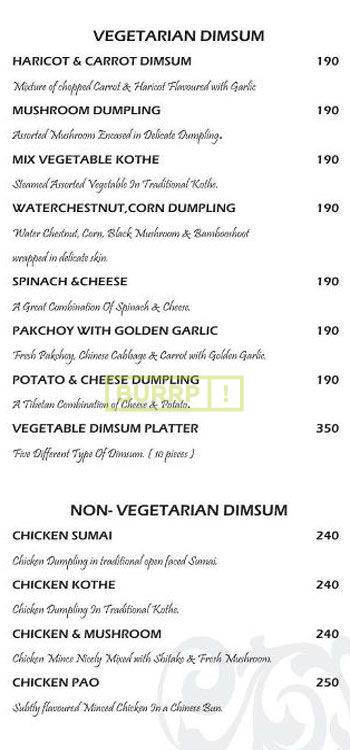 VEGETARIAN DIMSUM
HARICOT & CARROT DIMSUM 190
Mixture of chopped Carrot & Haricot Flavoured with Garlic
MUSHROOM DUMPLING 190
Assorted Mushroom Encased in Delicate Dumpling.
MIX VEGETABLE KOTHE 190
Steamed Assorted Vegetable In Traditional Kothe.
WATERCHESTNUT,CORN DUMPLING 190
Water Chestnut, Corn, Black Mushroom & Bambooshoot
wrapped in delicate skin.
SPINACH &CHEESE 190
A Great Combination Of Spinach & Cheese.
PAKCHOY WITH GOLDEN GARLIC 190
Fresh Pakchoy, Chinese Cabbage & Carrot with Golden Garlic.
POTATO & CHEESE DUMPLING 190
BURRP!
A Tibetan Combination of Cheese & Potato.
VEGETABLE DIMSUM PLATTER 350
Five Different Type Of Dimsum. ( 10 pieces )
NON- VEGETARIAN DIMSUM
CHICKEN SUMAI 240
Chicken Dumpling in traditional open faced Sumai.
CHICKEN KOTHE 240
Chicken Dumpling In Traditional Kothe.
CHICKEN & MUSHROOM 240
Chicken Mince Nicely Mixed with Shitake & Fresh Mushroom.
CHICKEN PAO 250
Subtly flavoured Minced Chicken In a Chinese Bun.